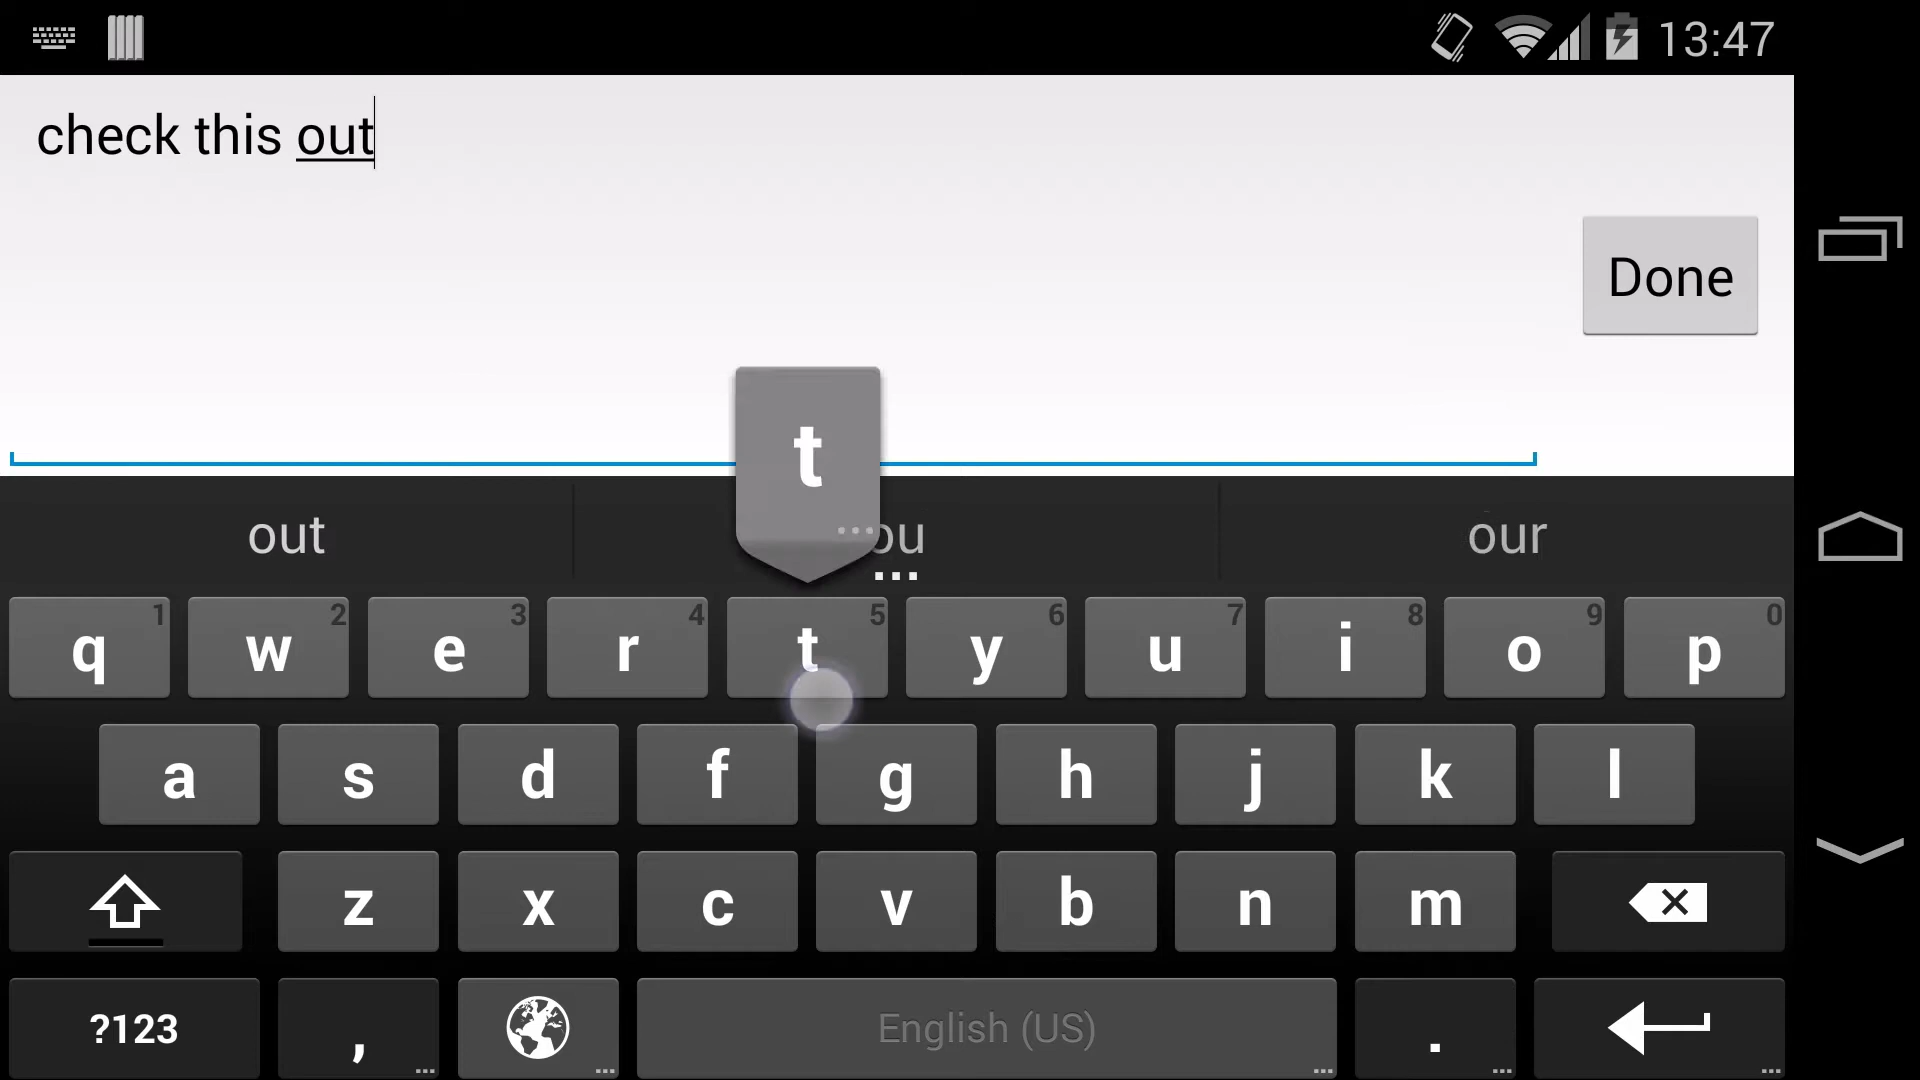 13:47
check this out
Done
t
out ou our
q 1 w 2 e 3 r 4 t 5 y 6 u 7 i 8 o 9 p 0
a s d f g h j k l
z x c v b n m
?123 , English (US) .